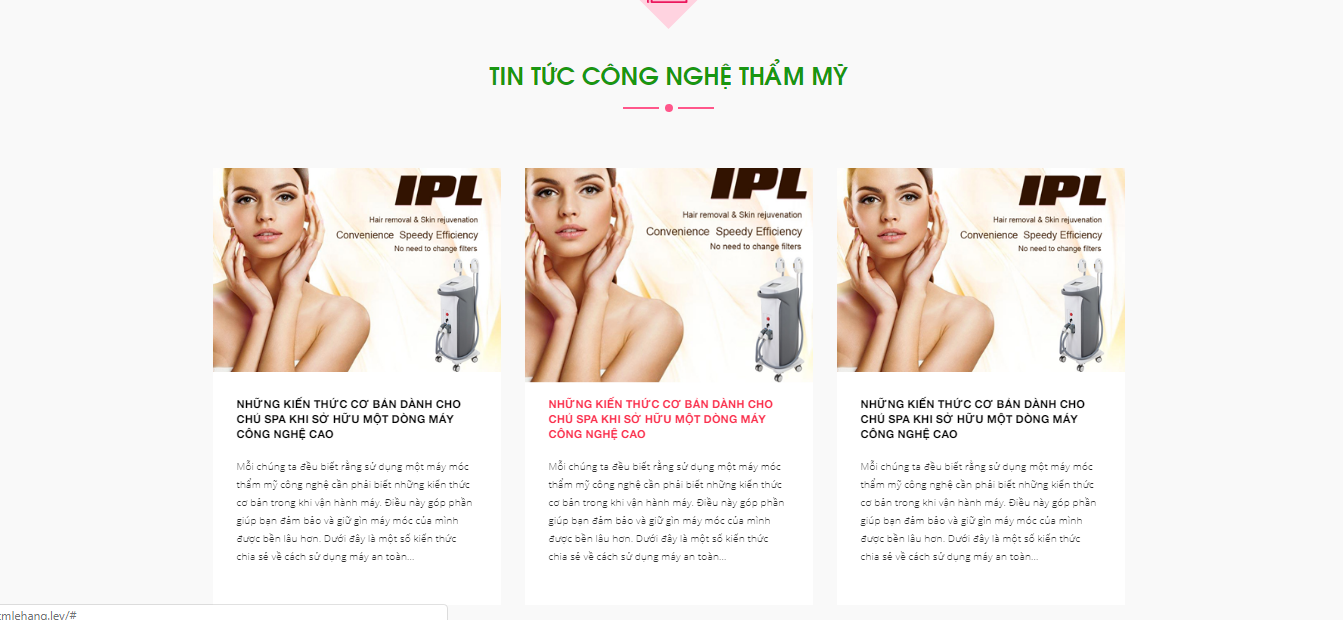 TIN TỨC CÔNG NGHỆ THẨM MỸ
IPL
Hair removal & Skin rejuvenation
Convenience Speedy Efficiency
No need to change filters
NHỮNG KIẾN THỨC CƠ BẢN DÀNH CHO
CHỦ SPA KHI SỞ HỮU MỘT DÒNG MÁY
CÔNG NGHỆ CAO
Mỗi chúng ta đều biết rằng sử dụng một máy móc
thẩm mỹ công nghệ cần phải biết những kiến thức
cơ bản trong khi vận hành máy. Điều này góp phần
giúp bạn đảm bảo và giữ gìn máy móc của mình
được bền lâu hơn. Dưới đây là một số kiến thức
chia sẻ về cách sử dụng máy an toàn...
IPL
Hair removal & Skin rejuvenation
Convenience Speedy Efficiency
No need to change filters
NHỮNG KIẾN THỨC CƠ BẢN DÀNH CHO
CHỦ SPA KHI SỞ HỮU MỘT DÒNG MÁY
CÔNG NGHỆ CAO
Mỗi chúng ta đều biết rằng sử dụng một máy móc
thẩm mỹ công nghệ cần phải biết những kiến thức
cơ bản trong khi vận hành máy. Điều này góp phần
giúp bạn đảm bảo và giữ gìn máy móc của mình
được bền lâu hơn. Dưới đây là một số kiến thức
chia sẻ về cách sử dụng máy an toàn...
IPL
Hair removal & Skin rejuvenation
Convenience Speedy Efficiency
No need to change filters
NHỮNG KIẾN THỨC CƠ BẢN DÀNH CHO
CHỦ SPA KHI SỞ HỮU MỘT DÒNG MÁY
CÔNG NGHỆ CAO
Mỗi chúng ta đều biết rằng sử dụng một máy móc
thẩm mỹ công nghệ cần phải biết những kiến thức
cơ bản trong khi vận hành máy. Điều này góp phần
giúp bạn đảm bảo và giữ gìn máy móc của mình
được bền lâu hơn. Dưới đây là một số kiến thức
chia sẻ về cách sử dụng máy an toàn...